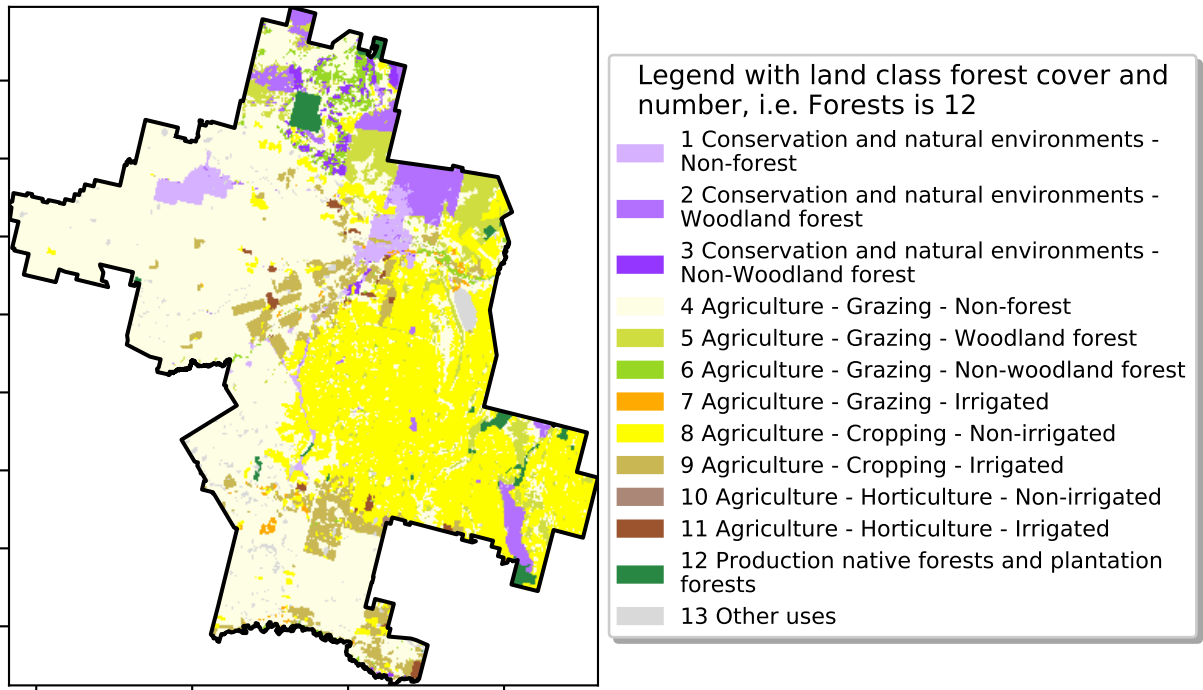 Legend with land class forest cover and
number, i.e. Forests is 12
1 Conservation and natural environments -
Non-forest
2 Conservation and natural environments -
Woodland forest
3 Conservation and natural environments -
Non-Woodland forest
4 Agriculture - Grazing - Non-forest
5 Agriculture - Grazing - Woodland forest
6 Agriculture - Grazing - Non-woodland forest
7 Agriculture - Grazing - Irrigated
8 Agriculture - Cropping - Non-irrigated
9 Agriculture - Cropping - Irrigated
10 Agriculture - Horticulture - Non-irrigated
11 Agriculture - Horticulture - Irrigated
12 Production native forests and plantation
forests
13 Other uses